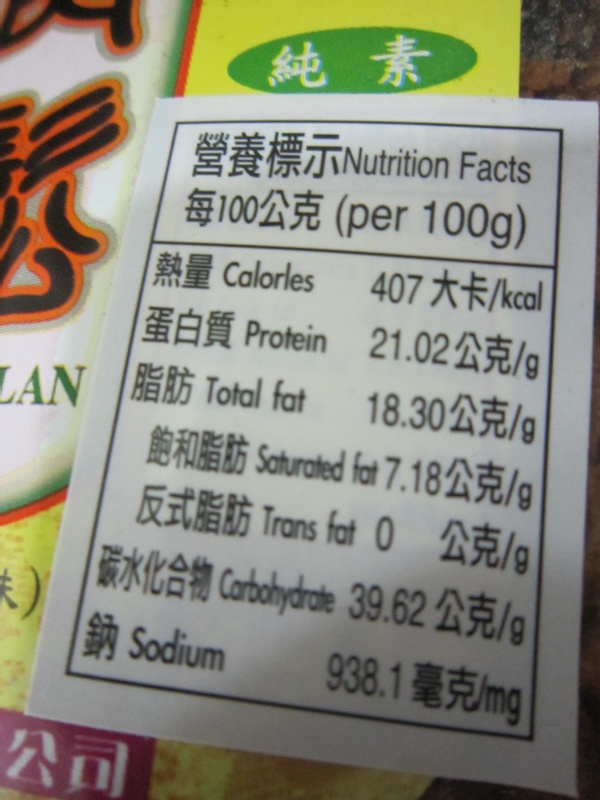 純素
鬆
LAN
營養標示Nutrition Facts
每100公克 (per 100g)
熱量 Calorles 407 大卡/kcal
蛋白質 Protein 21.02公克/g
脂肪 Total fat 18.30公克/g
飽和脂肪 Saturated fat 7.18公克/g
反式脂肪 Trans fat 0 公克/g
碳水化合物 Carbohydrate 39.62 公克/g
鈉 Sodium 938.1 毫克/mg
味)
公司